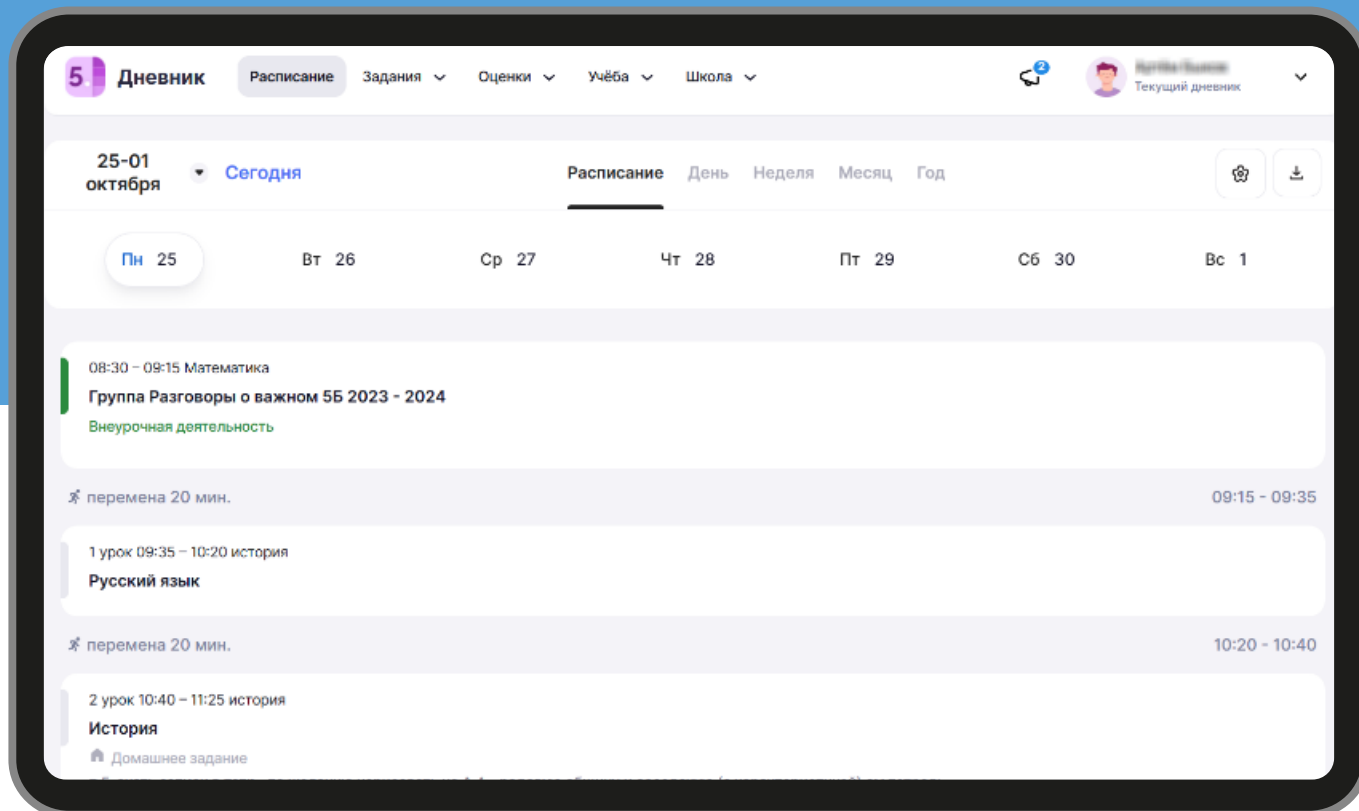 5. Дневник Расписание Задания Оценки Учёба Школа 2
Текущий дневник
25-01 октября Сегодня Расписание День Неделя Месяц Год
Пн 25 Вт 26 Ср 27 Чт 28 Пт 29 Сб 30 Вс 1
08:30 – 09:15 Математика
Группа Разговоры о важном 5Б 2023 - 2024
Внеурочная деятельность
перемена 20 мин. 09:15 - 09:35
1 урок 09:35 – 10:20 история
Русский язык
перемена 20 мин. 10:20 - 10:40
2 урок 10:40 – 11:25 история
История
Домашнее задание